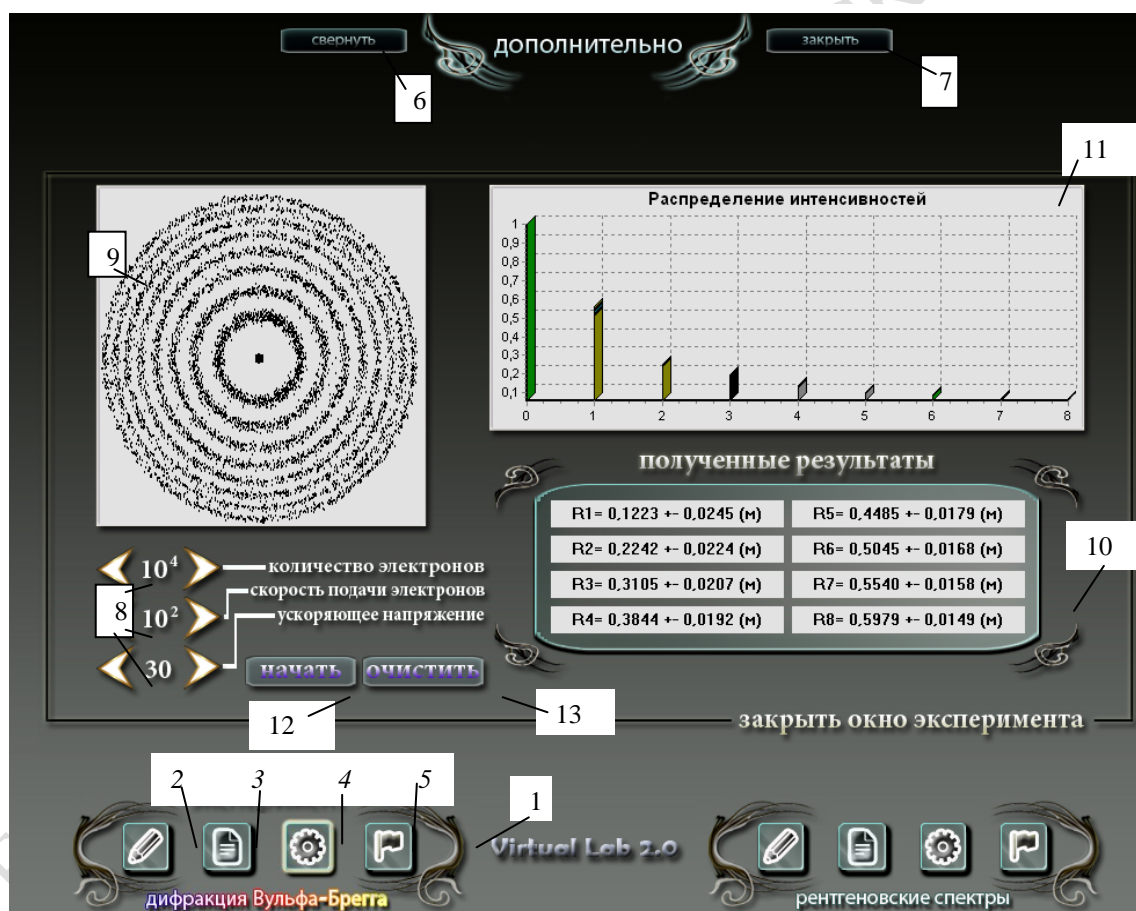 свернуть
дополнительно
закрыть
6
7
11
9
Распределение интенсивностей
1
0,9
0,8
0,7
0,6
0,5
0,4
0,3
0,2
0,1
0 1 2 3 4 5 6 7 8
полученные результаты
R1= 0,1223 +- 0,0245 (м) R5= 0,4485 +- 0,0179 (м)
R2= 0,2242 +- 0,0224 (м) R6= 0,5045 +- 0,0168 (м)
R3= 0,3105 +- 0,0207 (м) R7= 0,5540 +- 0,0158 (м)
R4= 0,3844 +- 0,0192 (м) R8= 0,5979 +- 0,0149 (м)
10
10⁴ количество электронов
скорость подачи электронов
8 10² ускоряющее напряжение
30
начать очистить
12
13
закрыть окно эксперимента
2 3 4 5
1
Virtual Lab 2.0
дифракция Вульфа-Брегга
рентгеновские спектры